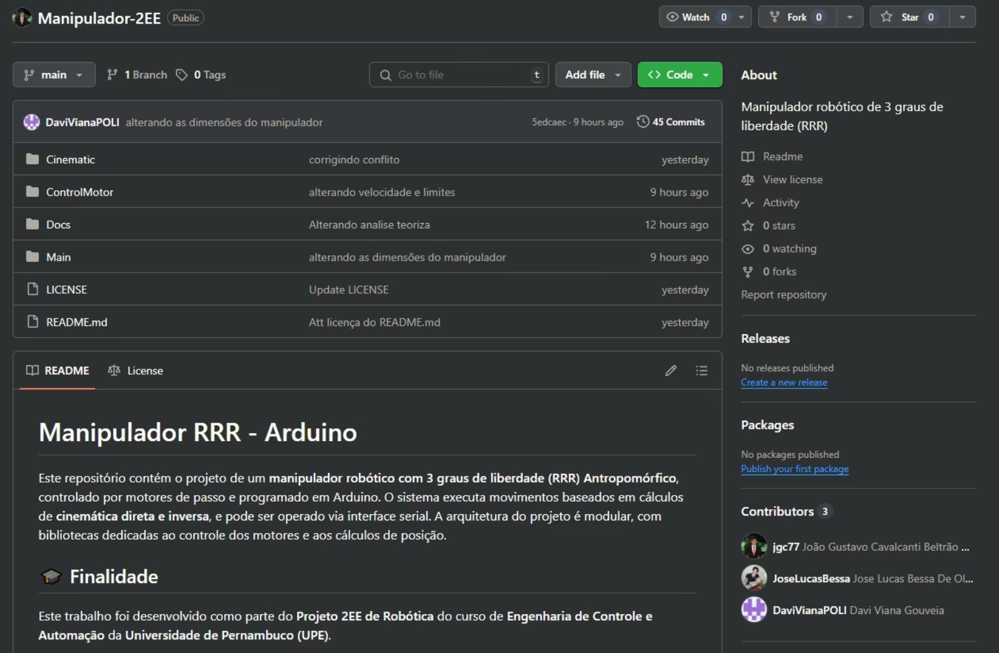 Manipulador-2EE Public
Watch 0 Fork 0 Star 0
main 1 Branch 0 Tags Go to file t Add file Code
DaviVianaPOLI alterando as dimensões do manipulador 5edcaec · 9 hours ago 45 Commits
Cinematic corrigindo conflito yesterday
ControlMotor alterando velocidade e limites 9 hours ago
Docs Alterando analise teoriza 12 hours ago
Main alterando as dimensões do manipulador 9 hours ago
LICENSE Update LICENSE yesterday
README.md Att licença do README.md yesterday
README License
Manipulador RRR - Arduino
Este repositório contém o projeto de um manipulador robótico com 3 graus de liberdade (RRR) Antropomórfico,
controlado por motores de passo e programado em Arduino. O sistema executa movimentos baseados em cálculos
de cinemática direta e inversa, e pode ser operado via interface serial. A arquitetura do projeto é modular, com
bibliotecas dedicadas ao controle dos motores e aos cálculos de posição.
Finalidade
Este trabalho foi desenvolvido como parte do Projeto 2EE de Robótica do curso de Engenharia de Controle e
Automação da Universidade de Pernambuco (UPE).
About
Manipulador robótico de 3 graus de
liberdade (RRR)
Readme
View license
Activity
0 stars
0 watching
0 forks
Report repository
Releases
No releases published
Create a new release
Packages
No packages published
Publish your first package
Contributors 3
jgc77 João Gustavo Cavalcanti Beltrão ...
JoseLucasBessa Jose Lucas Bessa De Ol...
DaviVianaPOLI Davi Viana Gouveia